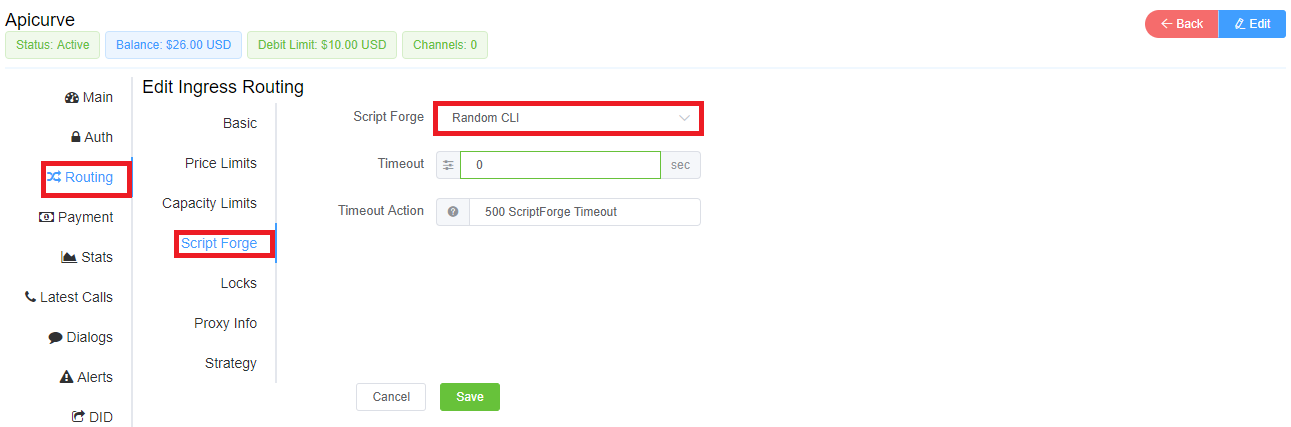 Apicurve
Back
Edit
Status: Active
Balance: $26.00 USD
Debit Limit: $10.00 USD
Channels: 0
Main
Auth
Routing
Payment
Stats
Latest Calls
Dialogs
Alerts
DID
Edit Ingress Routing
Basic
Price Limits
Capacity Limits
Script Forge
Locks
Proxy Info
Strategy
Script Forge
Random CLI
Timeout
0
sec
Timeout Action
500 ScriptForge Timeout
Cancel
Save